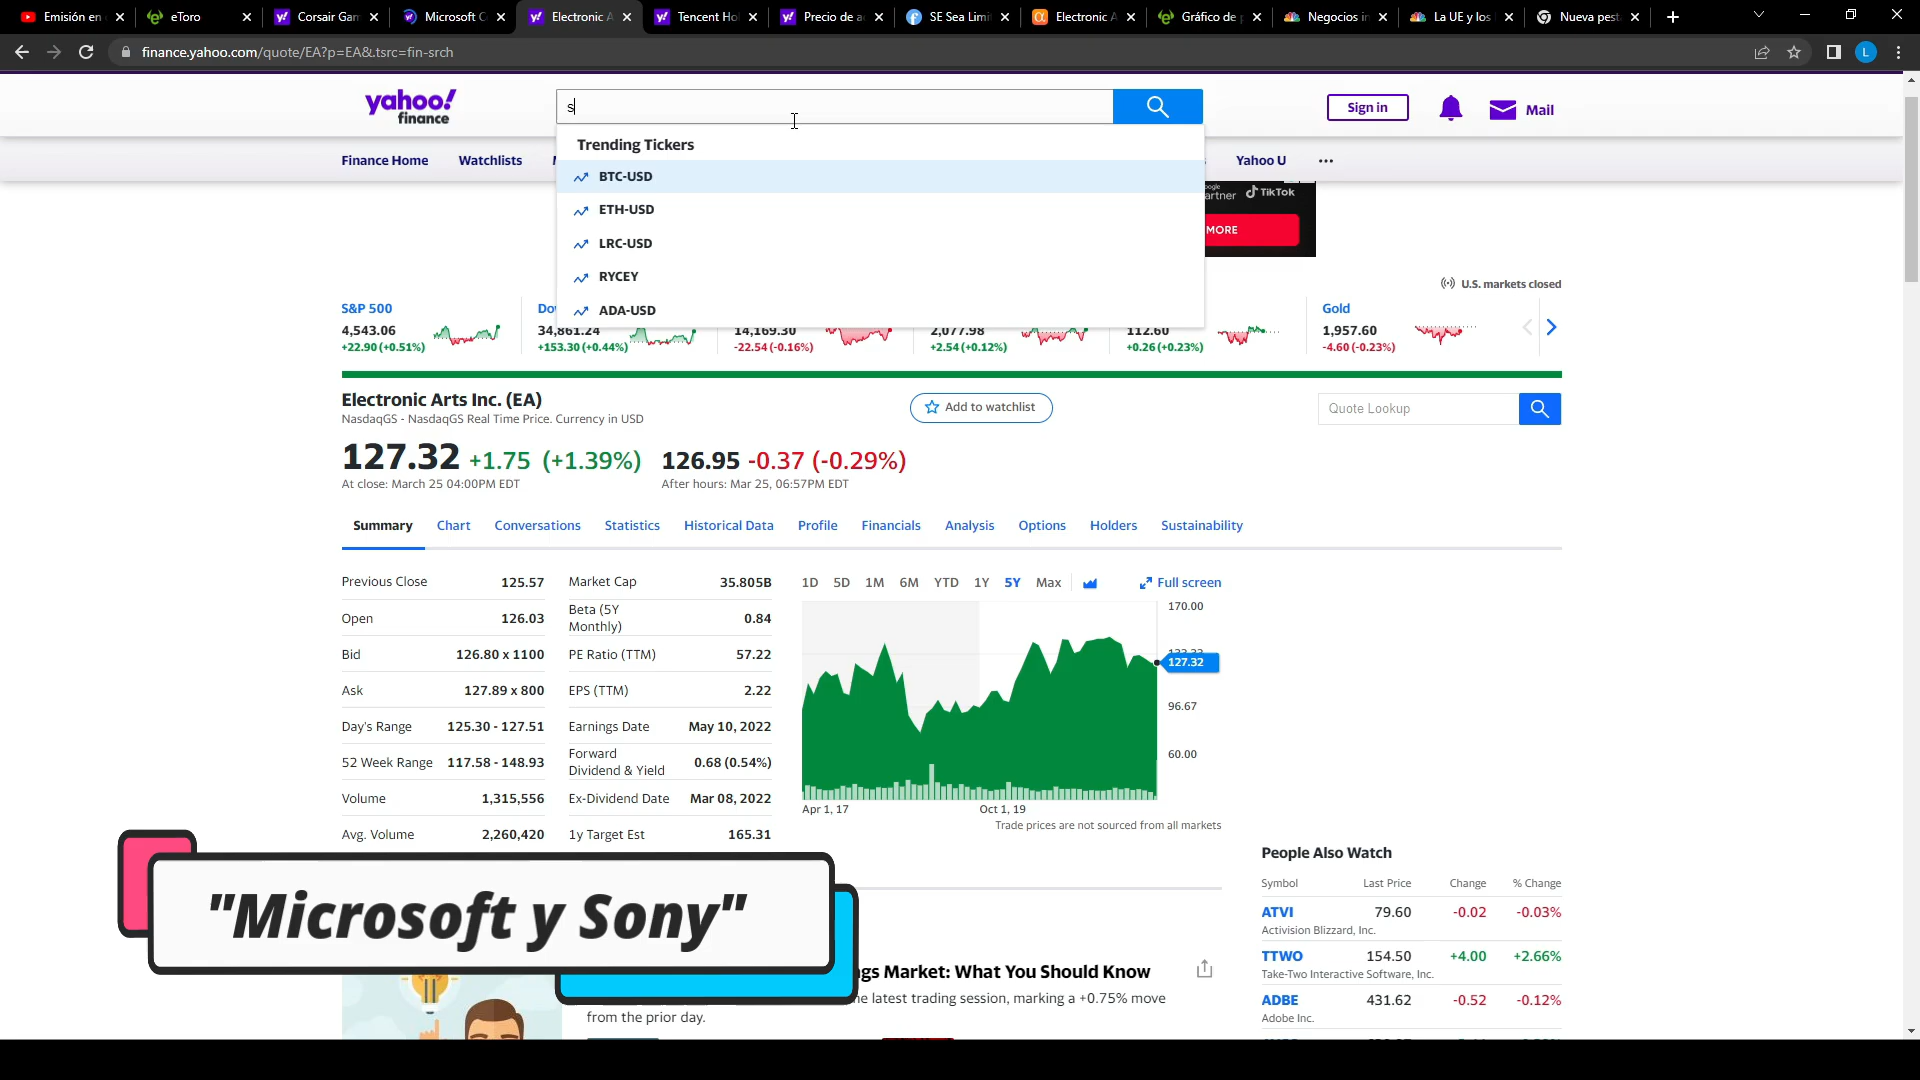 Emisión en
eToro
Corsair Gam
Microsoft C
Electronic A
Tencent Ho
Precio de a
SE Sea Limi
Electronic A
Gráfico de p
Negocios in
La UE y los
Nueva pest
finance.yahoo.com/quote/EA?p=EA&.tsrc=fin-srch
L
yahoo!
finance
s
Sign in
Mail
Trending Tickers
BTC-USD
ETH-USD
LRC-USD
RYCEY
ADA-USD
Finance Home
Watchlists
Yahoo U
artner
TikTok
MORE
U.S. markets closed
S&P 500
4,543.06
+22.90 (+0.51%)
Do
34,861.24
+153.30 (+0.44%)
14,169.30
-22.54 (-0.16%)
2,077.98
+2.54 (+0.12%)
112.60
+0.26 (+0.23%)
Gold
1,957.60
-4.60 (-0.23%)
Electronic Arts Inc. (EA)
NasdaqGS - NasdaqGS Real Time Price. Currency in USD
Add to watchlist
Quote Lookup
127.32 +1.75 (+1.39%) 126.95 -0.37 (-0.29%)
At close: March 25 04:00PM EDT
After hours: Mar 25, 06:57PM EDT
Summary Chart Conversations Statistics Historical Data Profile Financials Analysis Options Holders Sustainability
Previous Close 125.57
Open 126.03
Bid 126.80 x 1100
Ask 127.89 x 800
Day's Range 125.30 - 127.51
52 Week Range 117.58 - 148.93
Volume 1,315,556
Avg. Volume 2,260,420
Market Cap 35.805B
Beta (5Y
Monthly) 0.84
PE Ratio (TTM) 57.22
EPS (TTM) 2.22
Earnings Date May 10, 2022
Forward
Dividend & Yield 0.68 (0.54%)
Ex-Dividend Date Mar 08, 2022
1y Target Est 165.31
1D 5D 1M 6M YTD 1Y 5Y Max Full screen
170.00
127.32
96.67
60.00
Apr 1, 17
Oct 1, 19
Trade prices are not sourced from all markets
"Microsoft y Sony"
ngs Market: What You Should Know
he latest trading session, marking a +0.75% move
from the prior day.
People Also Watch
Symbol Last Price Change % Change
ATVI 79.60 -0.02 -0.03%
Activision Blizzard, Inc.
TTWO 154.50 +4.00 +2.66%
Take-Two Interactive Software, Inc.
ADBE 431.62 -0.52 -0.12%
Adobe Inc.